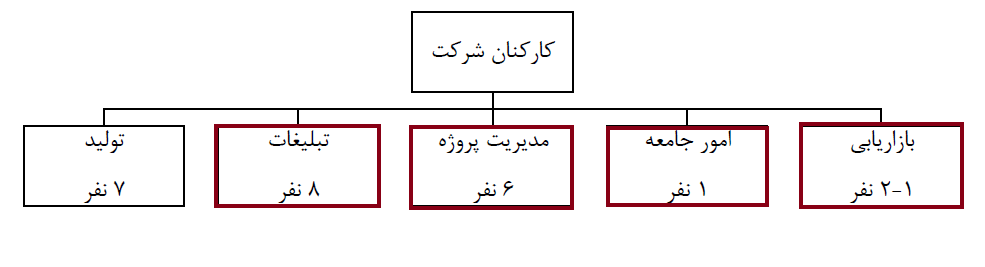 کارکنان شرکت
بازاریابی
۲-۱ نفر
امور جامعه
۱ نفر
مدیریت پروژه
۶ نفر
تبلیغات
۸ نفر
تولید
۷ نفر